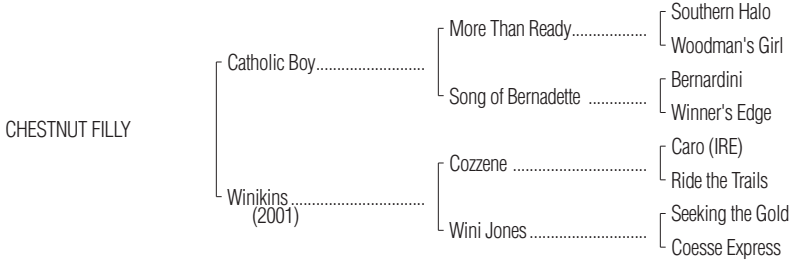 Southern Halo
More Than Ready..................
Woodman's Girl
Catholic Boy..........................
Bernardini
Song of Bernadette ..............
Winner's Edge
CHESTNUT FILLY
Caro (IRE)
Cozzene ................................
Ride the Trails
Winikins ................................
(2001)
Seeking the Gold
Wini Jones ............................
Coesse Express